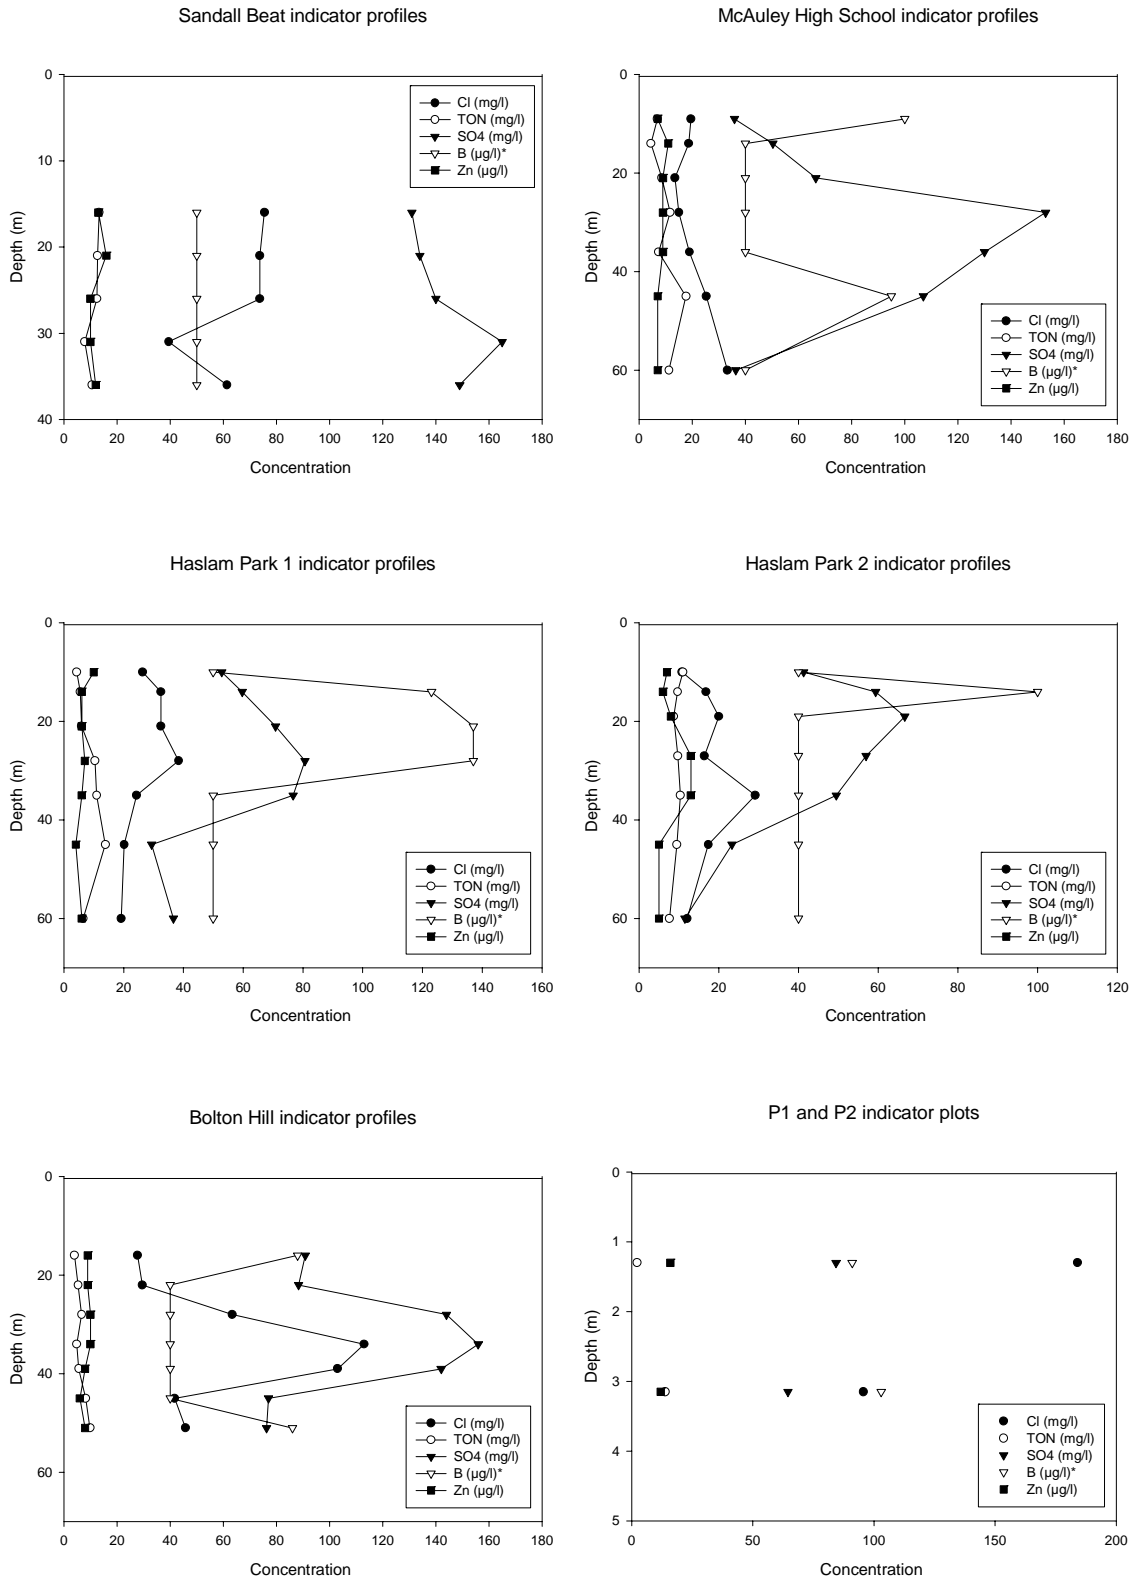 Sandall Beat indicator profiles
Depth (m)
0
10
20
30
40
Cl (mg/l)
TON (mg/l)
SO4 (mg/l)
B (µg/l)*
Zn (µg/l)
0 20 40 60 80 100 120 140 160 180
Concentration
McAuley High School indicator profiles
Depth (m)
0
20
40
60
Cl (mg/l)
TON (mg/l)
SO4 (mg/l)
B (µg/l)*
Zn (µg/l)
0 20 40 60 80 100 120 140 160 180
Concentration
Haslam Park 1 indicator profiles
Depth (m)
0
20
40
60
Cl (mg/l)
TON (mg/l)
SO4 (mg/l)
B (µg/l)*
Zn (µg/l)
0 20 40 60 80 100 120 140 160
Concentration
Haslam Park 2 indicator profiles
Depth (m)
0
20
40
60
Cl (mg/l)
TON (mg/l)
SO4 (mg/l)
B (µg/l)*
Zn (µg/l)
0 20 40 60 80 100 120
Concentration
Bolton Hill indicator profiles
Depth (m)
0
20
40
60
Cl (mg/l)
TON (mg/l)
SO4 (mg/l)
B (µg/l)*
Zn (µg/l)
0 20 40 60 80 100 120 140 160 180
Concentration
P1 and P2 indicator plots
Depth (m)
0
1
2
3
4
5
Cl (mg/l)
TON (mg/l)
SO4 (mg/l)
B (µg/l)*
Zn (µg/l)
0 50 100 150 200
Concentration